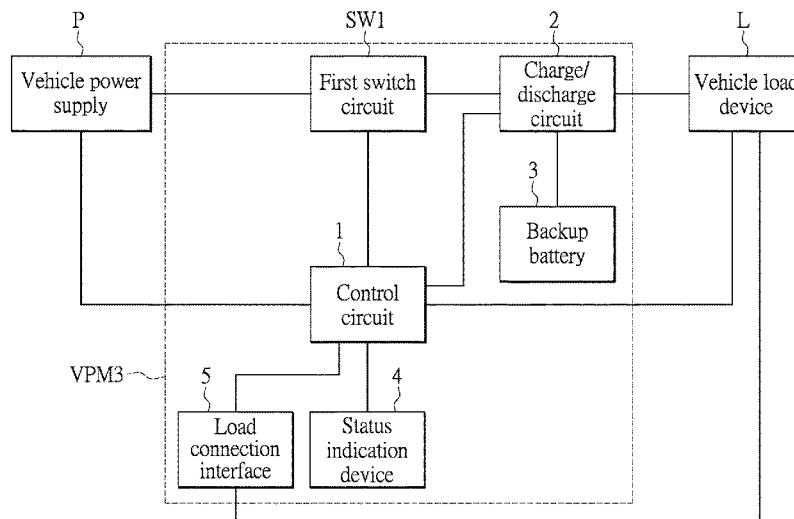 P
SW1
2
L
Vehicle power
supply
First switch
circuit
Charge/
discharge
circuit
Vehicle load
device
3
Backup
battery
1
Control
circuit
VPM3
5
4
Load
connection
interface
Status
indication
device